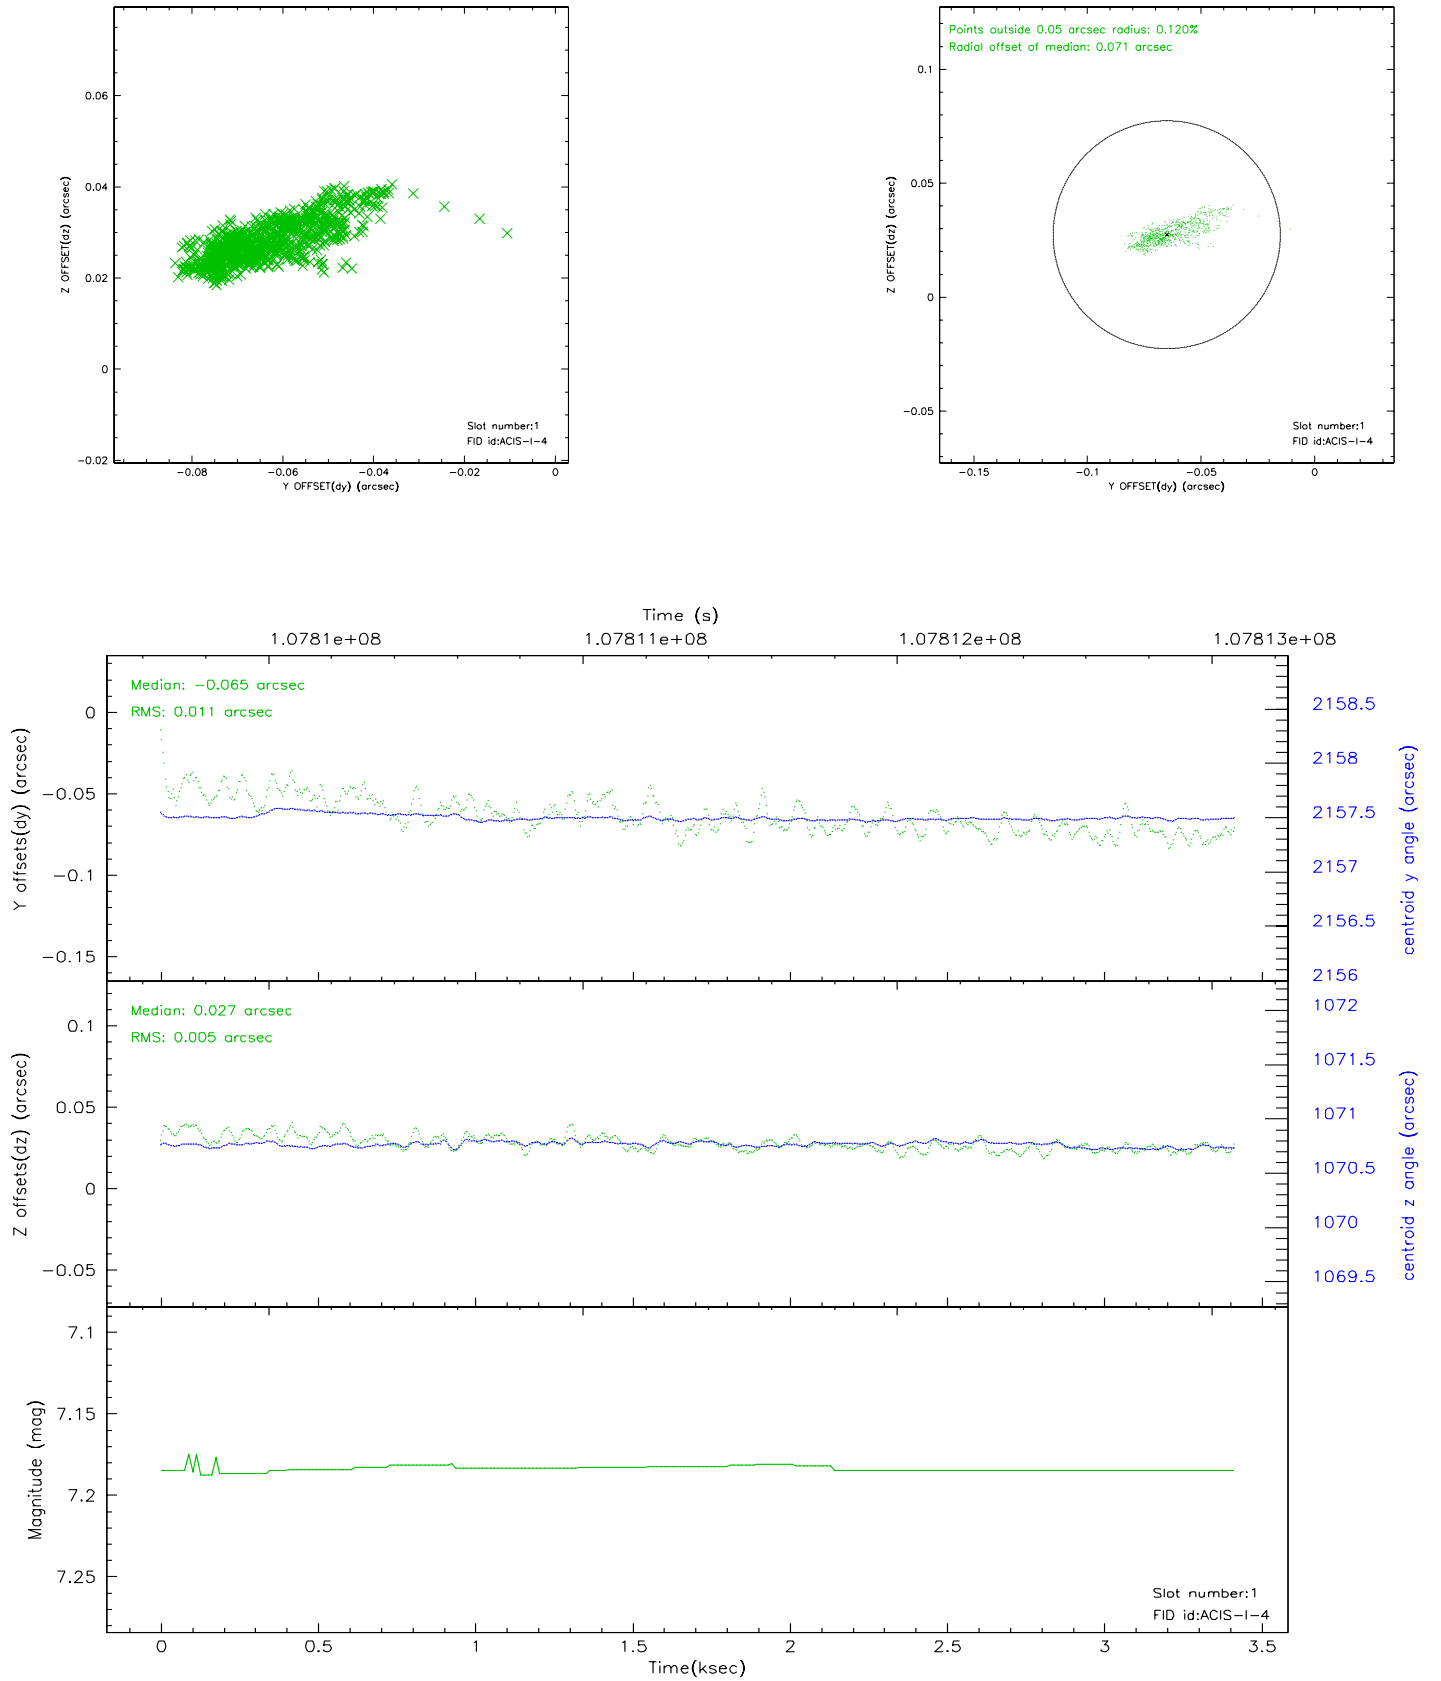 0.06
0.04
0.02
0
-0.02
Z OFFSET(dz) (arcsec)
Slot number:1
FID id:ACIS-I-4
-0.08
-0.06
-0.04
-0.02
0
Y OFFSET(dy) (arcsec)
Points outside 0.05 arcsec radius: 0.120%
Radial offset of median: 0.071 arcsec
0.1
0.05
0
-0.05
Z OFFSET(dz) (arcsec)
Slot number:1
FID id:ACIS-I-4
-0.15
-0.1
-0.05
0
Y OFFSET(dy) (arcsec)
Time (s)
1.0781e+08
1.07811e+08
1.07812e+08
1.07813e+08
Median: -0.065 arcsec
RMS: 0.011 arcsec
0
-0.05
-0.1
-0.15
Y offsets(dy) (arcsec)
2158.5
2158
2157.5
2157
2156.5
2156
centroid y angle (arcsec)
Median: 0.027 arcsec
RMS: 0.005 arcsec
0.1
0.05
0
-0.05
Z offsets(dz) (arcsec)
1072
1071.5
1071
1070.5
1070
1069.5
centroid z angle (arcsec)
7.1
7.15
7.2
7.25
Magnitude (mag)
Slot number:1
FID id:ACIS-I-4
0
0.5
1
1.5
2
2.5
3
3.5
Time(ksec)